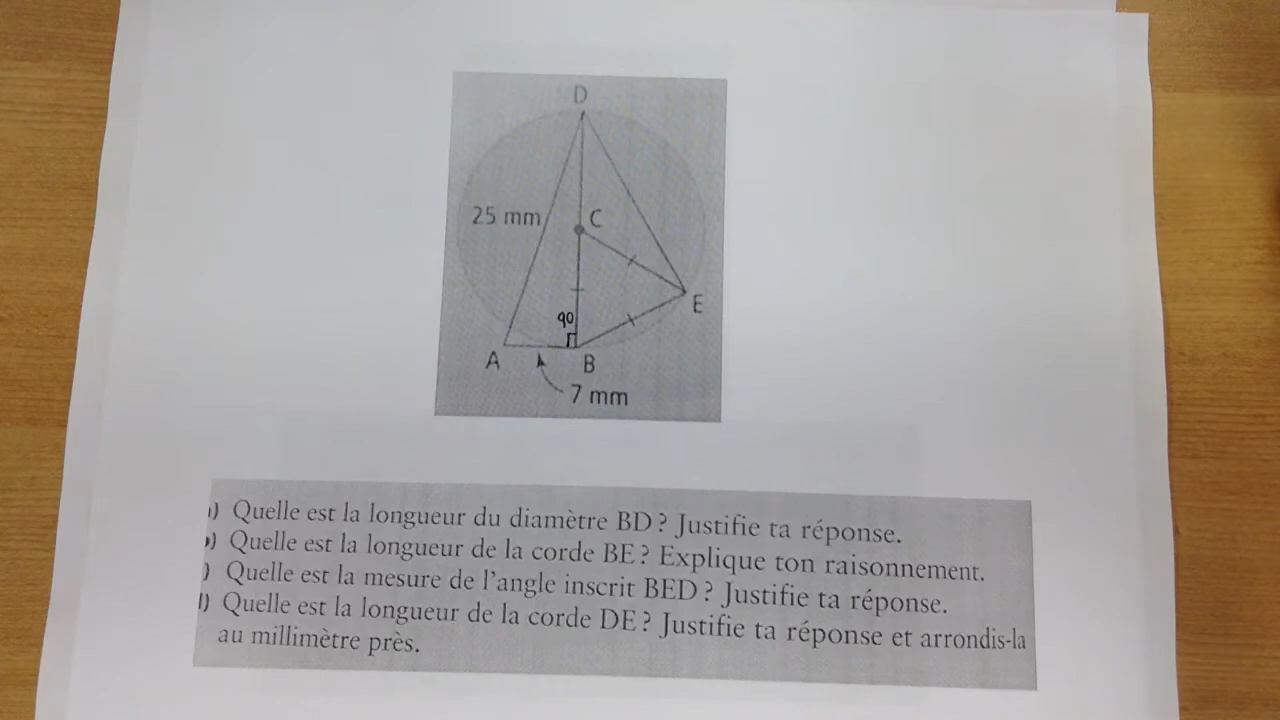 D
25 mm
C
90
E
A
B
7 mm
) Quelle est la longueur du diamètre BD ? Justifie ta réponse.
) Quelle est la longueur de la corde BE ? Explique ton raisonnement.
) Quelle est la mesure de l'angle inscrit BED ? Justifie ta réponse.
) Quelle est la longueur de la corde DE ? Justifie ta réponse et arrondis-la
au millimètre près.